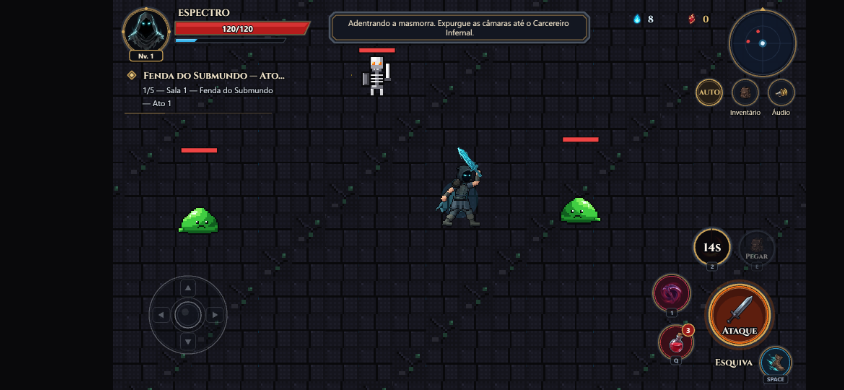 ESPECTRO
120/120
Nv. 1
Adentrando a masmorra. Expurgue as câmaras até o Carcereiro
Infernal.
8
0
Fenda do Submundo — Ato...
1/5 — Sala 1 — Fenda do Submundo
— Ato 1
AUTO
Inventário
Áudio
14s
Z
Pegar
1
3
Q
Ataque
Esquiva
SPACE